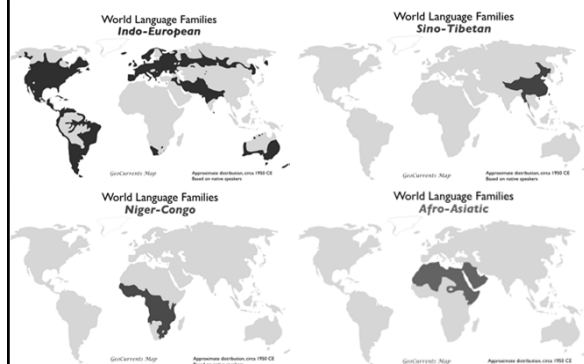 World Language Families
Indo-European
GeoCurrents Map
Approximate distribution, circa 1950 CE
Based on native speakers
World Language Families
Sino-Tibetan
GeoCurrents Map
Approximate distribution, circa 1950 CE
Based on native speakers
World Language Families
Niger-Congo
GeoCurrents Map
Approximate distribution, circa 1950 CE
World Language Families
Afro-Asiatic
GeoCurrents Map
Approximate distribution, circa 1950 CE